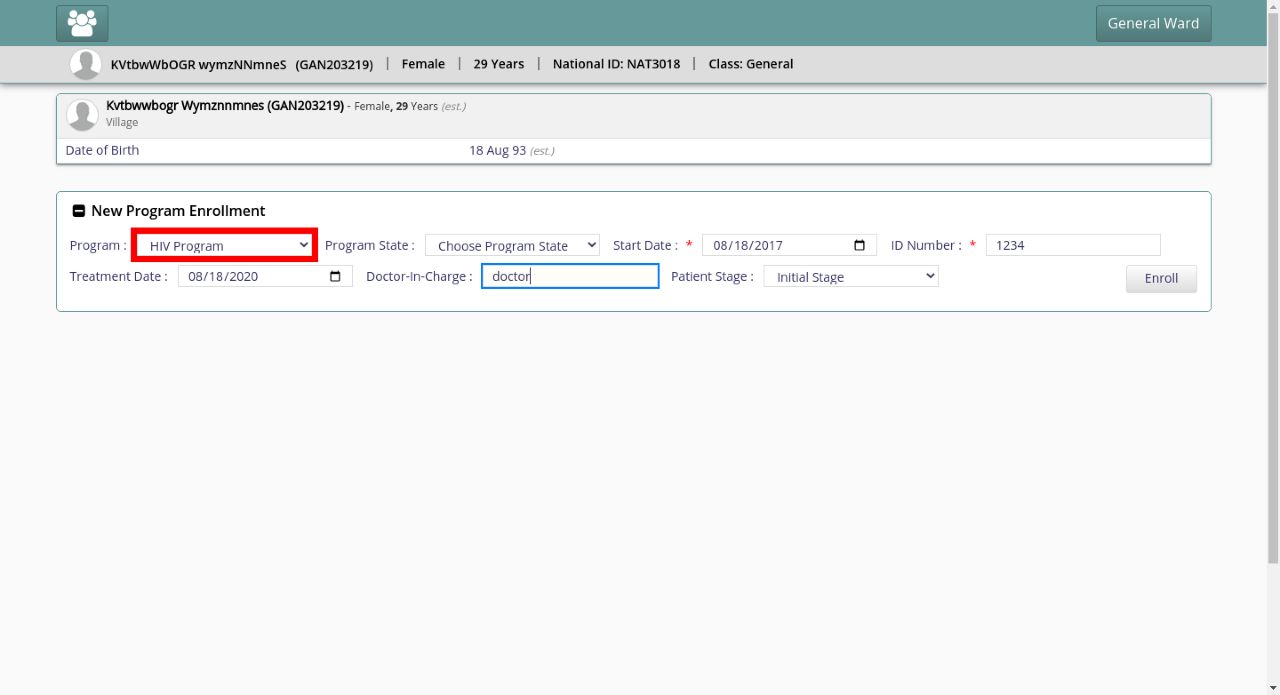 General Ward
KVtbwWbOGR wymzNNmneS (GAN203219) | Female | 29 Years | National ID: NAT3018 | Class: General
Kvtbwwbogr Wymznnmnes (GAN203219) - Female, 29 Years (est.)
Village
Date of Birth 18 Aug 93 (est.)
New Program Enrollment
Program : HIV Program Program State : Choose Program State Start Date : * 08/18/2017 ID Number : * 1234
Treatment Date : 08/18/2020 Doctor-In-Charge : doctor Patient Stage : Initial Stage Enroll